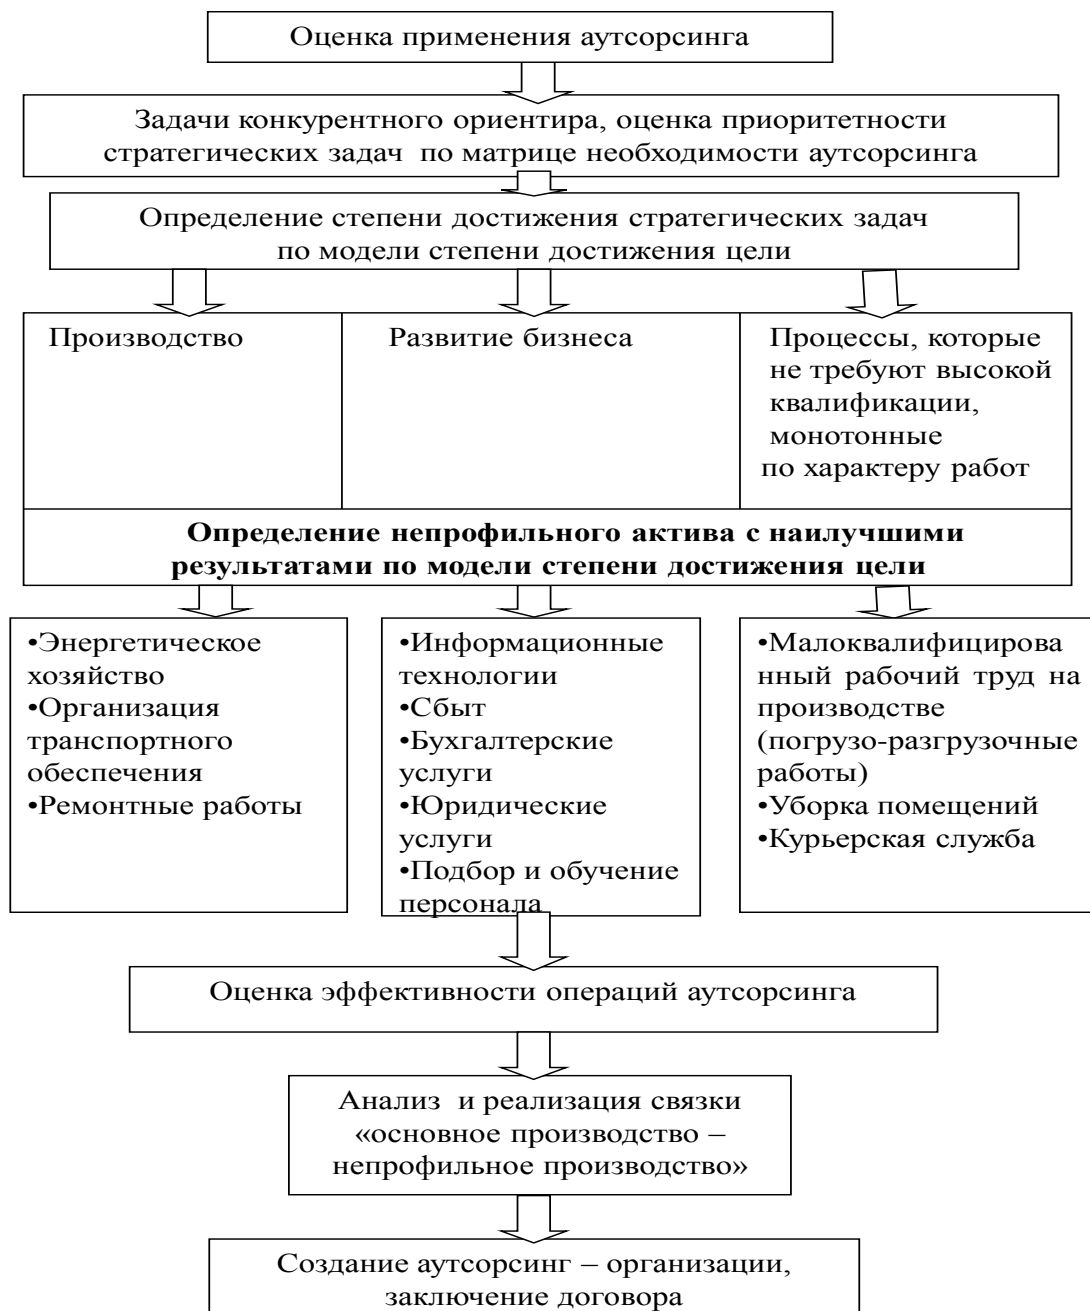 Оценка применения аутсорсинга
Задачи конкурентного ориентира, оценка приоритетности
стратегических задач по матрице необходимости аутсорсинга
Определение степени достижения стратегических задач
по модели степени достижения цели
Производство
Развитие бизнеса
Процессы, которые
не требуют высокой
квалификации,
монотонные
по характеру работ
Определение непрофильного актива с наилучшими
результатами по модели степени достижения цели
•Энергетическое
хозяйство
•Организация
транспортного
обеспечения
•Ремонтные работы
•Информационные
технологии
•Сбыт
•Бухгалтерские
услуги
•Юридические
услуги
•Подбор и обучение
персонала
•Малоквалифицирова
нный рабочий труд на
производстве
(погрузо-разгрузочные
работы)
•Уборка помещений
•Курьерская служба
Оценка эффективности операций аутсорсинга
Анализ и реализация связки
«основное производство –
непрофильное производство»
Создание аутсорсинг – организации,
заключение договора